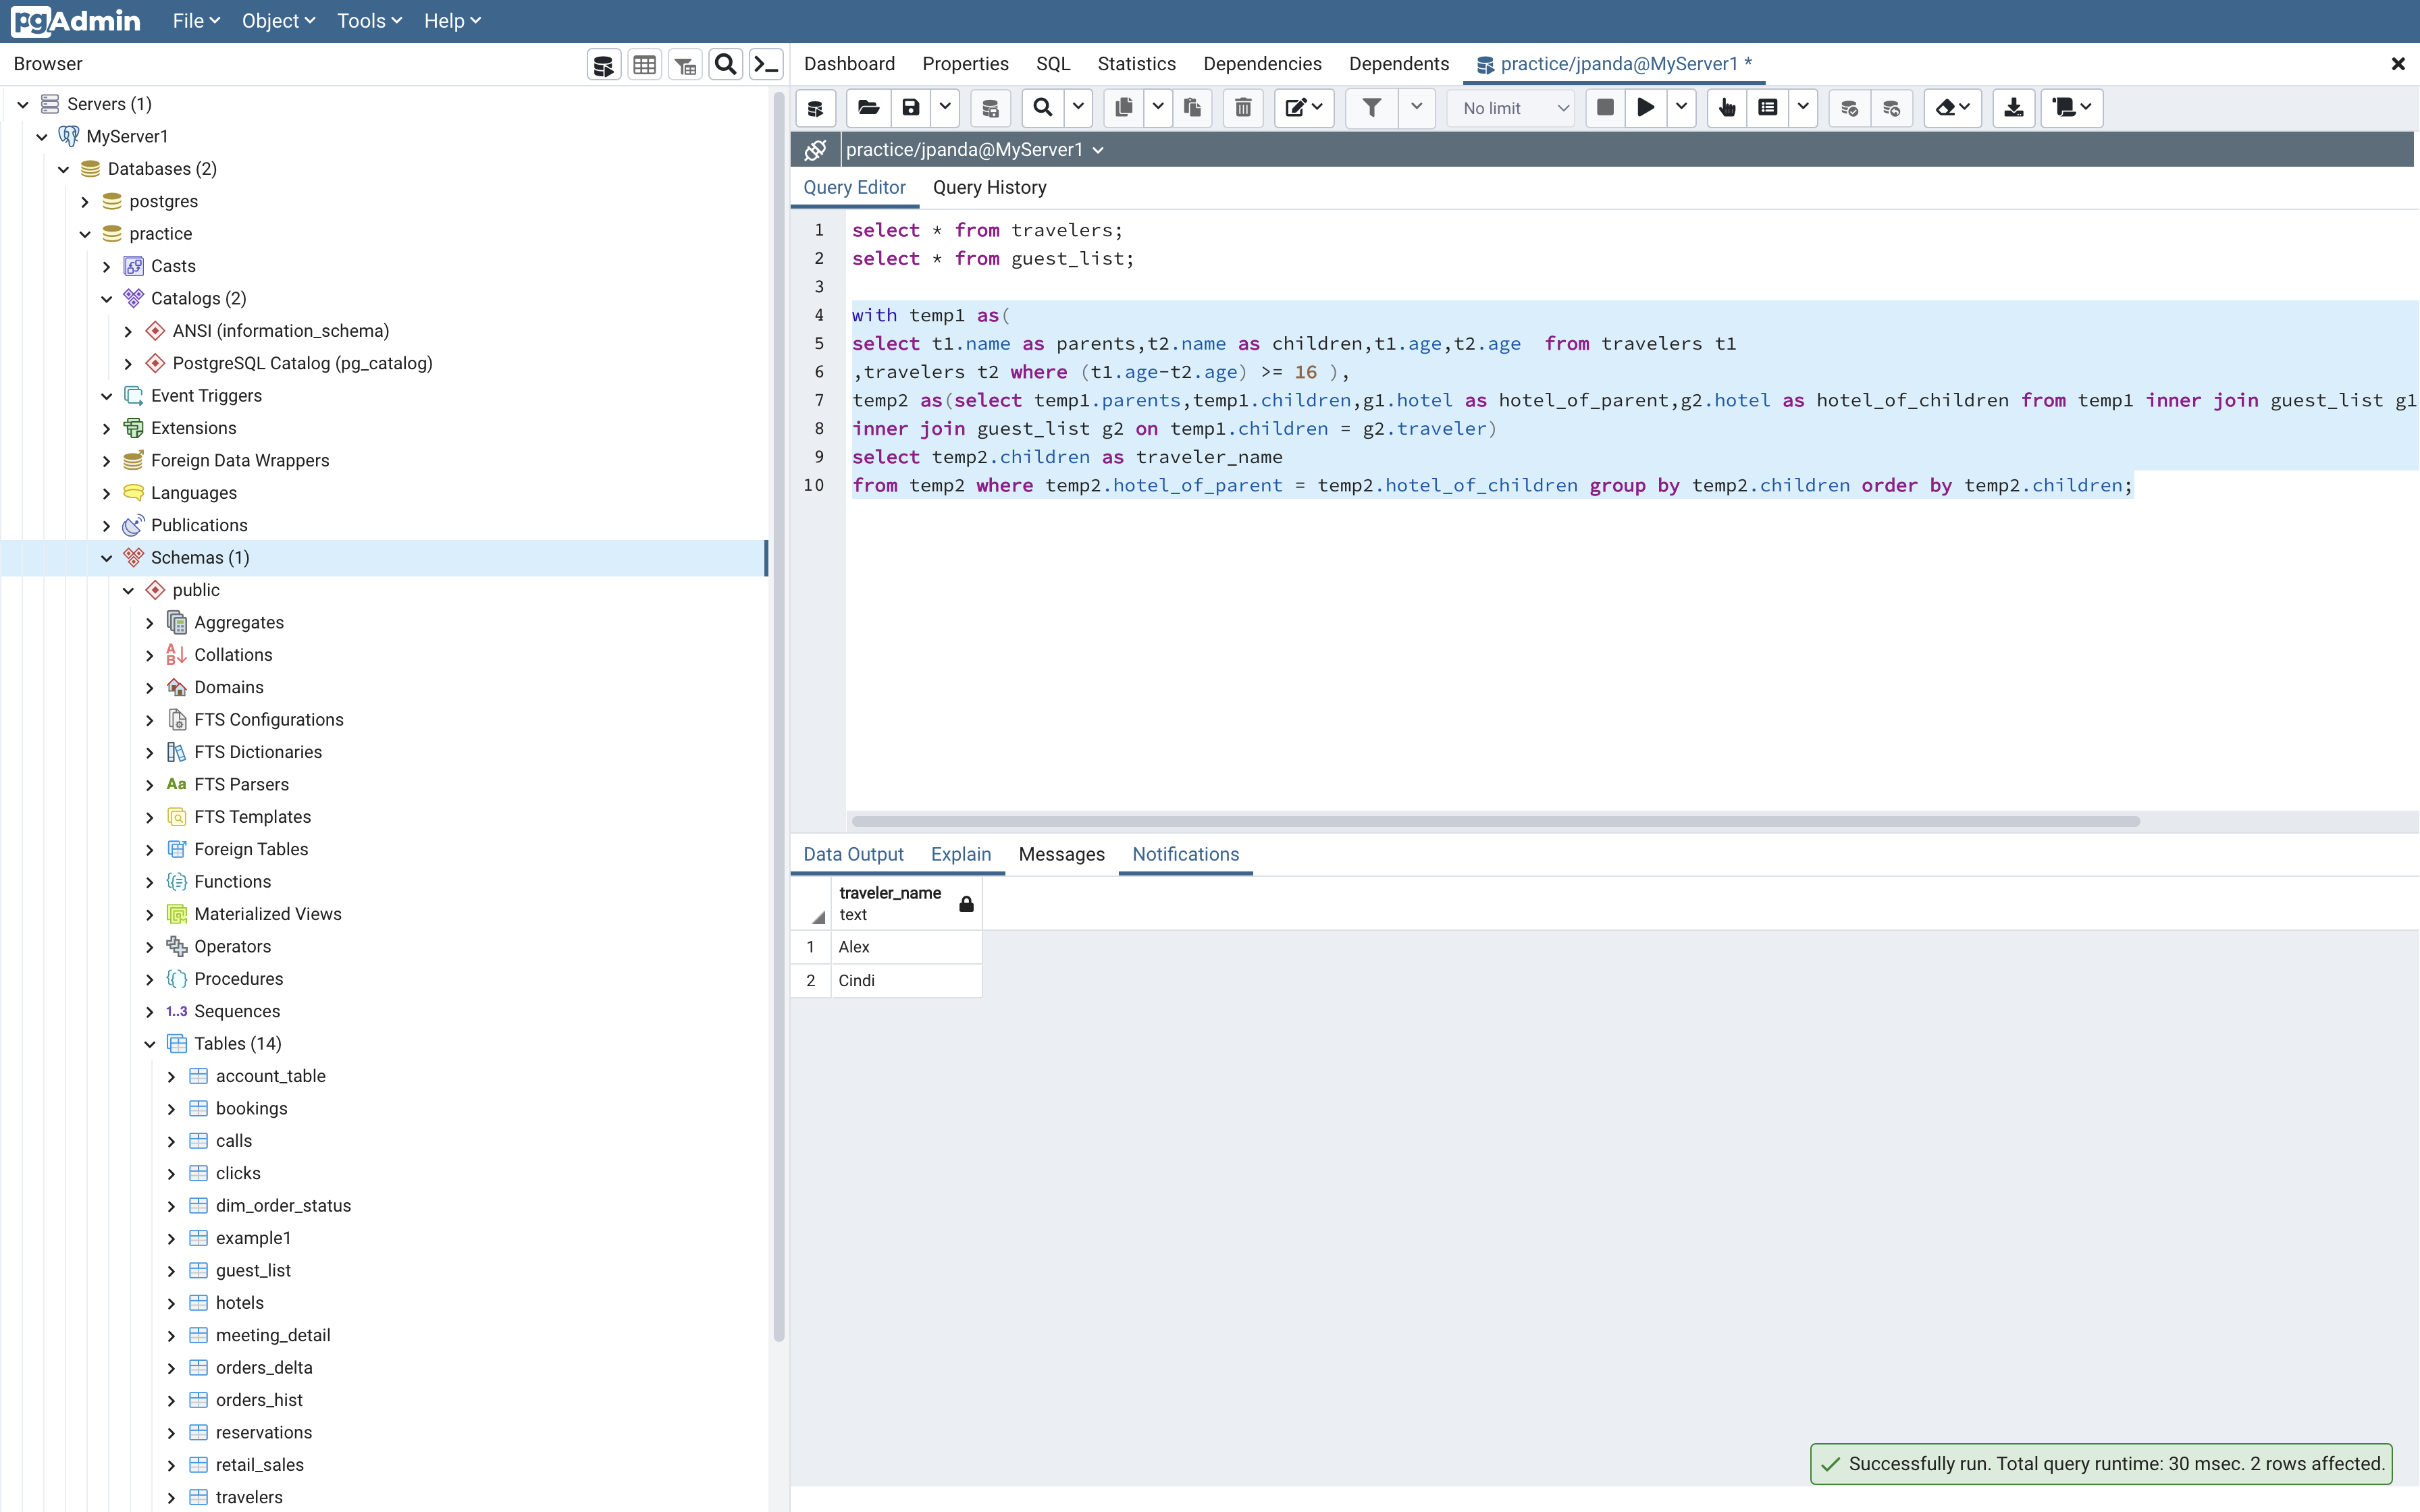 pgAdmin File Object Tools Help
Browser
Dashboard Properties SQL Statistics Dependencies Dependents practice/jpanda@MyServer1 *
Servers (1)
MyServer1
Databases (2)
postgres
practice
Casts
Catalogs (2)
ANSI (information_schema)
PostgreSQL Catalog (pg_catalog)
Event Triggers
Extensions
Foreign Data Wrappers
Languages
Publications
Schemas (1)
public
Aggregates
Collations
Domains
FTS Configurations
FTS Dictionaries
Aa FTS Parsers
FTS Templates
Foreign Tables
Functions
Materialized Views
Operators
Procedures
1..3 Sequences
Tables (14)
account_table
bookings
calls
clicks
dim_order_status
example1
guest_list
hotels
meeting_detail
orders_delta
orders_hist
reservations
retail_sales
travelers
No limit
practice/jpanda@MyServer1
Query Editor Query History
1 select * from travelers;
2 select * from guest_list;
3
4 with temp1 as(
5 select t1.name as parents,t2.name as children,t1.age,t2.age  from travelers t1
6 ,travelers t2 where (t1.age-t2.age) >= 16 ),
7 temp2 as(select temp1.parents,temp1.children,g1.hotel as hotel_of_parent,g2.hotel as hotel_of_children from temp1 inner join guest_list g1
8 inner join guest_list g2 on temp1.children = g2.traveler)
9 select temp2.children as traveler_name
10 from temp2 where temp2.hotel_of_parent = temp2.hotel_of_children group by temp2.children order by temp2.children;
Data Output Explain Messages Notifications
traveler_name
text
1 Alex
2 Cindi
Successfully run. Total query runtime: 30 msec. 2 rows affected.